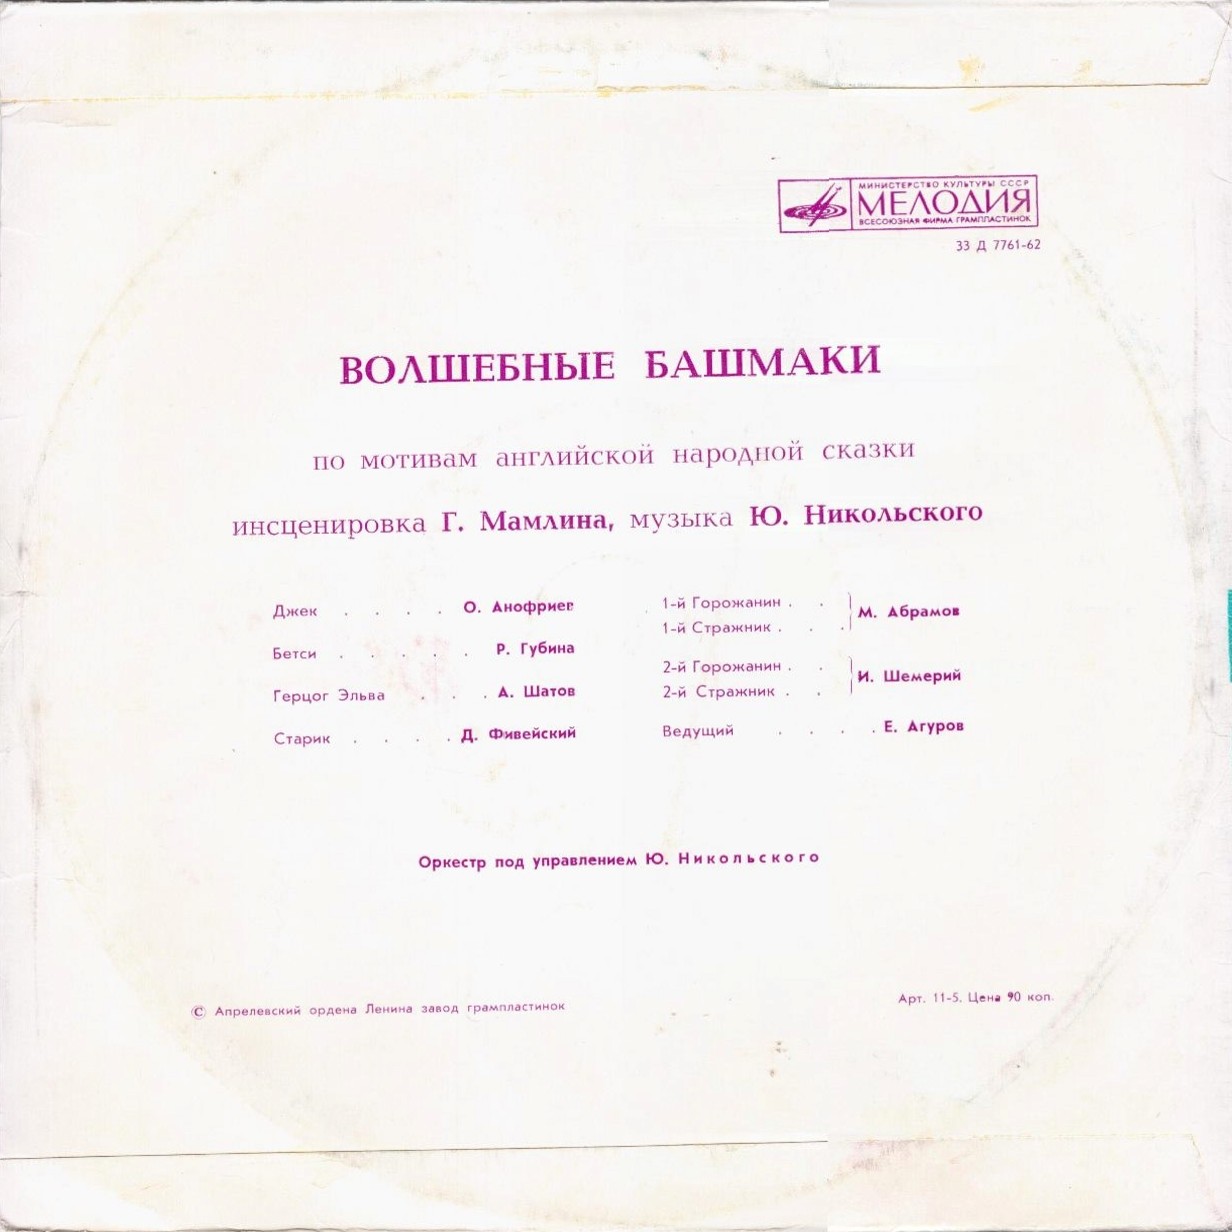 МИНИСТЕРСТВО КУЛЬТУРЫ СССР
МЕЛОДИЯ
ВСЕСОЮЗНАЯ ФИРМА ГРАМПЛАСТИНОК
33 Д 7761-62
ВОЛШЕБНЫЕ БАШМАКИ
по мотивам английской народной сказки
инсценировка Г. Мамлина, музыка Ю. Никольского
Джек . . . . О. Анофриев
Бетси . . . . . Р. Губина
Герцог Эльва . . . А. Шатов
Старик . . . . Д. Фивейский
1-й Горожанин . .
1-й Стражник . . .
М. Абрамов
2-й Горожанин . .
2-й Стражник . .
И. Шемерий
Ведущий . . . . Е. Агуров
Оркестр под управлением Ю. Никольского
© Апрелевский ордена Ленина завод грампластинок
Арт. 11-5. Цена 90 коп.